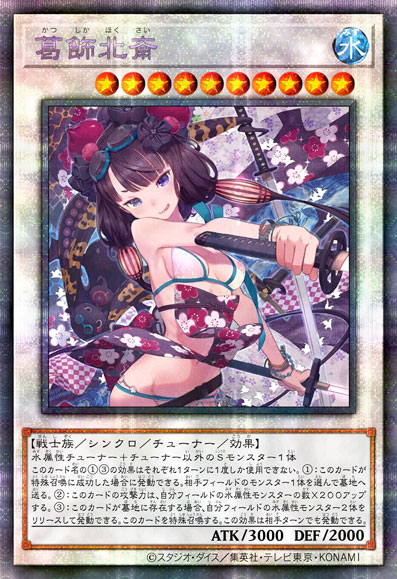 かつ しか ほく さい
葛飾北斎
水
【戦士族／シンクロ／チューナー／効果】
水属性チューナー＋チューナー以外のＳモンスター１体
このカード名の①③の効果はそれぞれ１ターンに１度しか使用できない。①：このカードが
特殊召喚に成功した場合に発動できる。相手フィールドのモンスター１体を選んで墓地へ
送る。②：このカードの攻撃力は、自分フィールドの水属性モンスターの数×２００アップ
する。③：このカードが墓地に存在する場合、自分フィールドの水属性モンスター２体を
リリースして発動できる。このカードを特殊召喚する。この効果は相手ターンでも発動できる。
ATK/3000 DEF/2000
©スタジオ・ダイス/集英社・テレビ東京・KONAMI